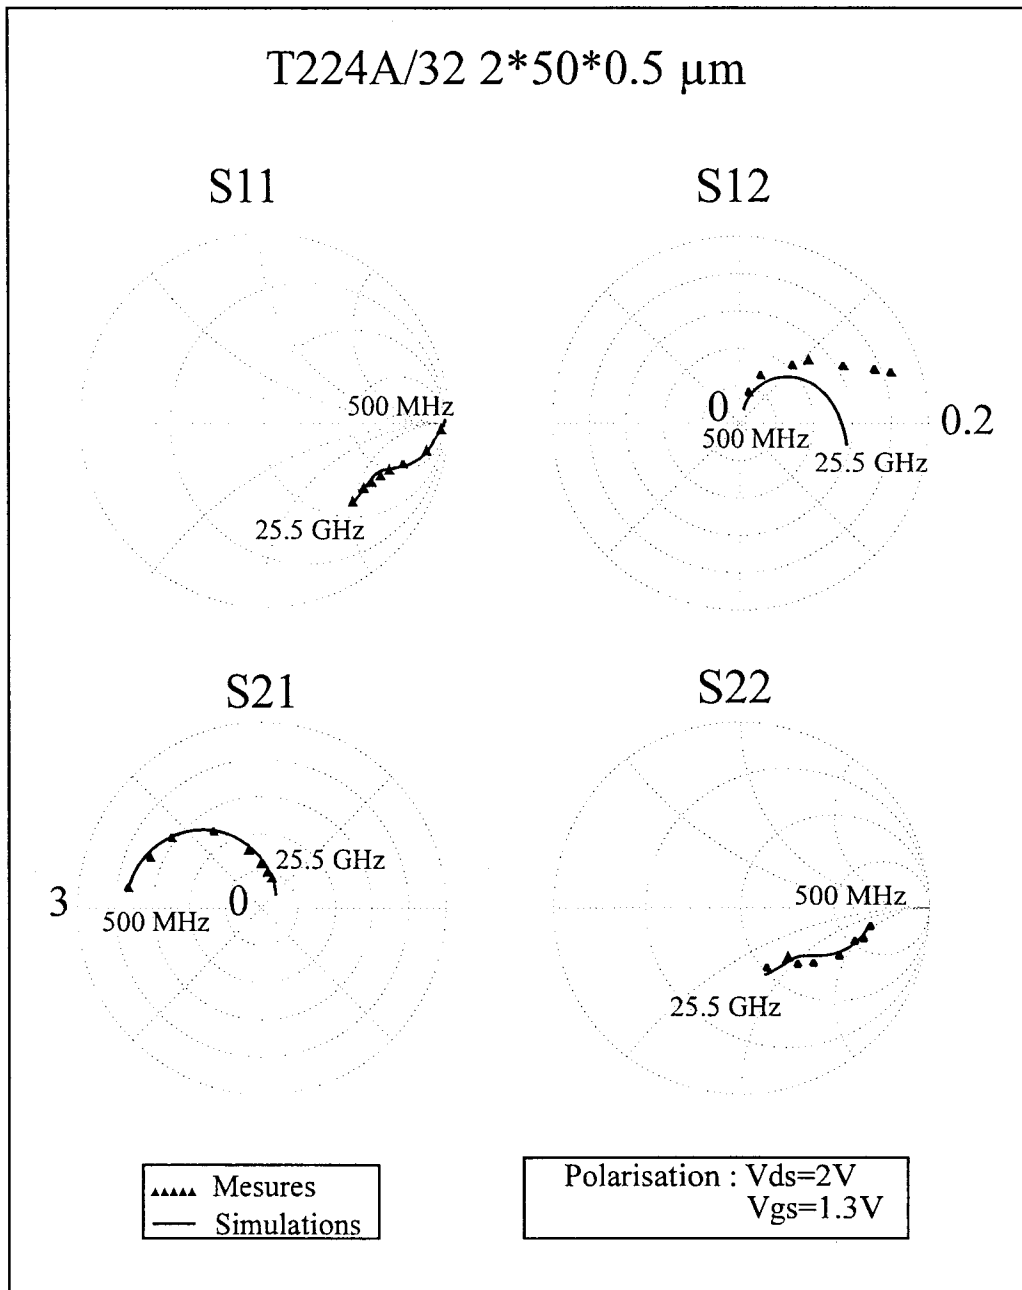 T224A/32 2*50*0.5 µm
S11
S12
500 MHz
25.5 GHz
0
0.2
500 MHz
25.5 GHz
S21
S22
25.5 GHz
3
0
500 MHz
500 MHz
25.5 GHz
Mesures
Simulations
Polarisation : Vds=2V
Vgs=1.3V